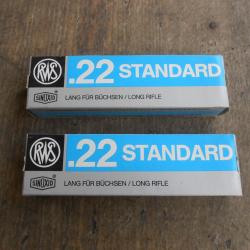 RWS
.22 STANDARD
SINOXID
LANG FÜR BÜCHSEN / LONG RIFLE
RWS
.22 STANDARD
SINOXID
LANG FÜR BÜCHSEN / LONG RIFLE